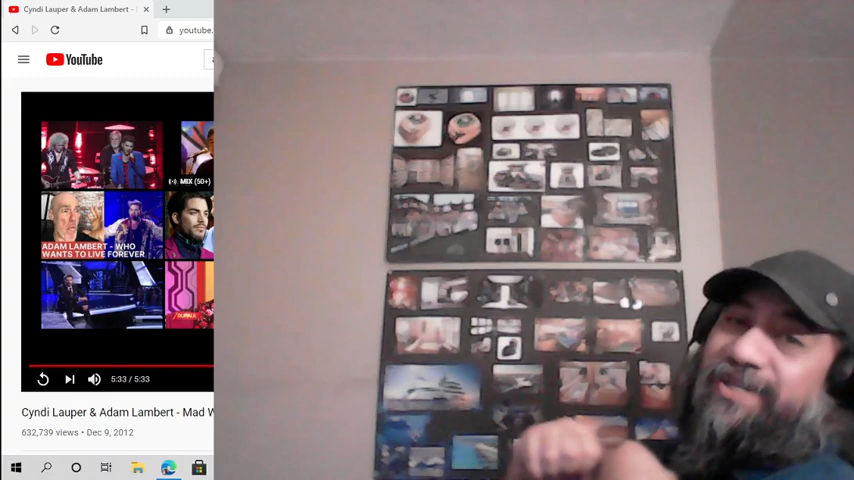 Cyndi Lauper & Adam Lambert -
youtube.
YouTube
MIX (50+)
ADAM LAMBERT - WHO
WANTS TO LIVE FOREVER
5:33 / 5:33
Cyndi Lauper & Adam Lambert - Mad W
632,739 views • Dec 9, 2012